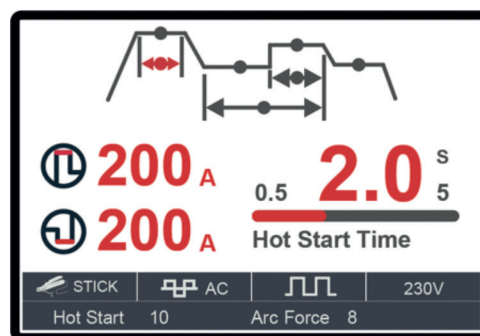 200 A
0.5 2.0 S 5
200 A
Hot Start Time
STICK AC 230V
Hot Start 10 Arc Force 8